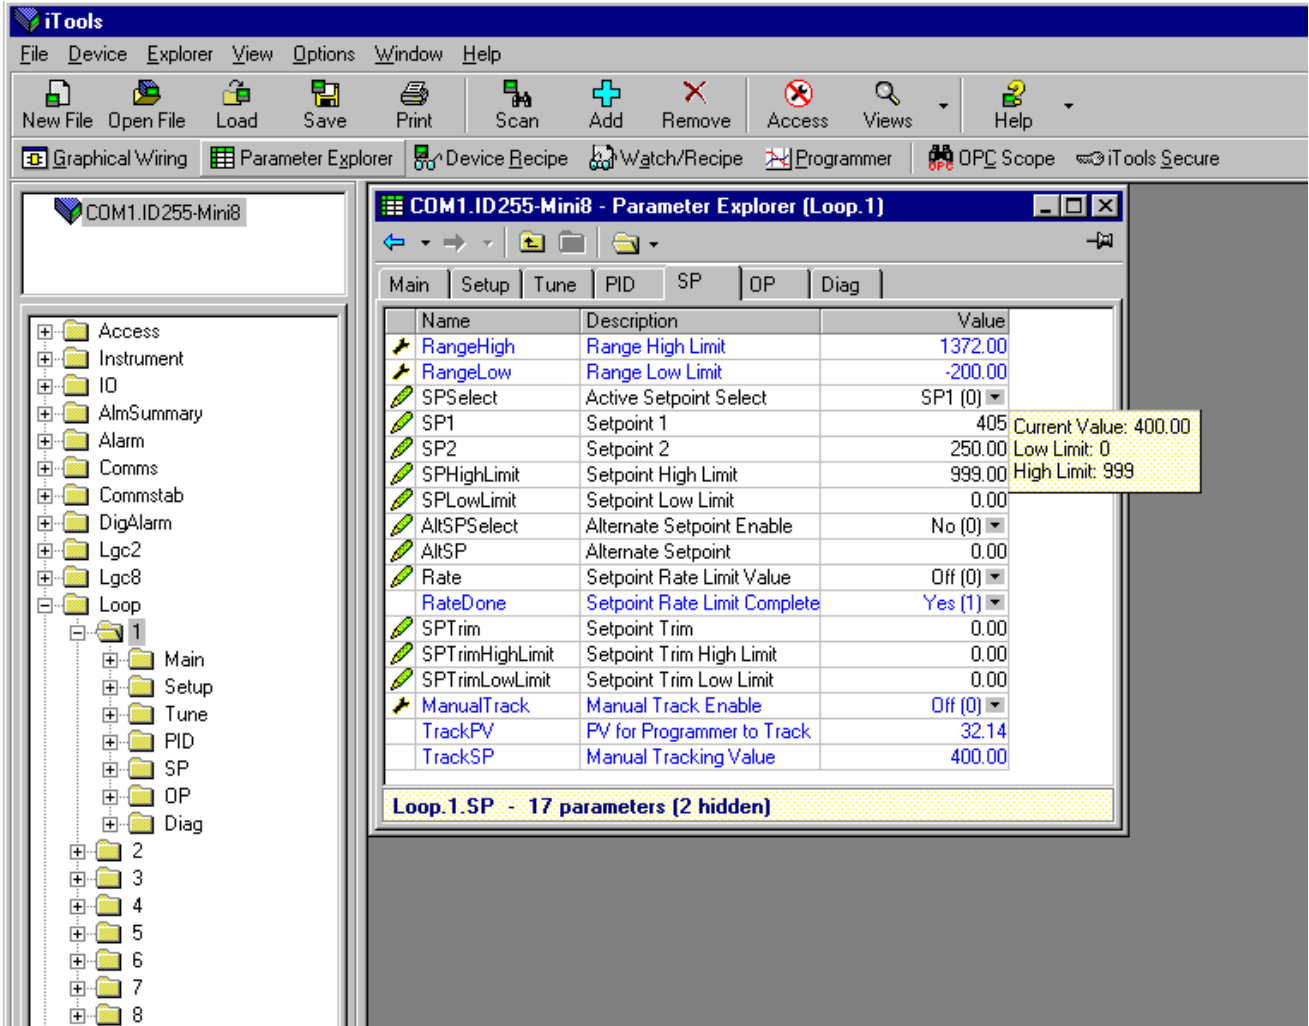 iTools
File Device Explorer View Options Window Help
New File Open File Load Save Print Scan Add Remove Access Views Help
Graphical Wiring Parameter Explorer Device Recipe Watch/Recipe Programmer OPC OPC Scope iTools Secure
COM1.ID255-Mini8
Access
Instrument
IO
AlmSummary
Alarm
Comms
Commstab
DigAlarm
Lgc2
Lgc8
Loop
1
Main
Setup
Tune
PID
SP
OP
Diag
2
3
4
5
6
7
8
COM1.ID255-Mini8 - Parameter Explorer (Loop.1)
Main Setup Tune PID SP OP Diag
Name Description Value
RangeHigh Range High Limit 1372.00
RangeLow Range Low Limit -200.00
SPSelect Active Setpoint Select SP1 (0)
SP1 Setpoint 1 405
SP2 Setpoint 2 250.00
SPHighLimit Setpoint High Limit 999.00
SPLowLimit Setpoint Low Limit 0.00
AltSPSelect Alternate Setpoint Enable No (0)
AltSP Alternate Setpoint 0.00
Rate Setpoint Rate Limit Value Off (0)
RateDone Setpoint Rate Limit Complete Yes (1)
SPTrim Setpoint Trim 0.00
SPTrimHighLimit Setpoint Trim High Limit 0.00
SPTrimLowLimit Setpoint Trim Low Limit 0.00
ManualTrack Manual Track Enable Off (0)
TrackPV PV for Programmer to Track 32.14
TrackSP Manual Tracking Value 400.00
Loop.1.SP - 17 parameters (2 hidden)
Current Value: 400.00
Low Limit: 0
High Limit: 999